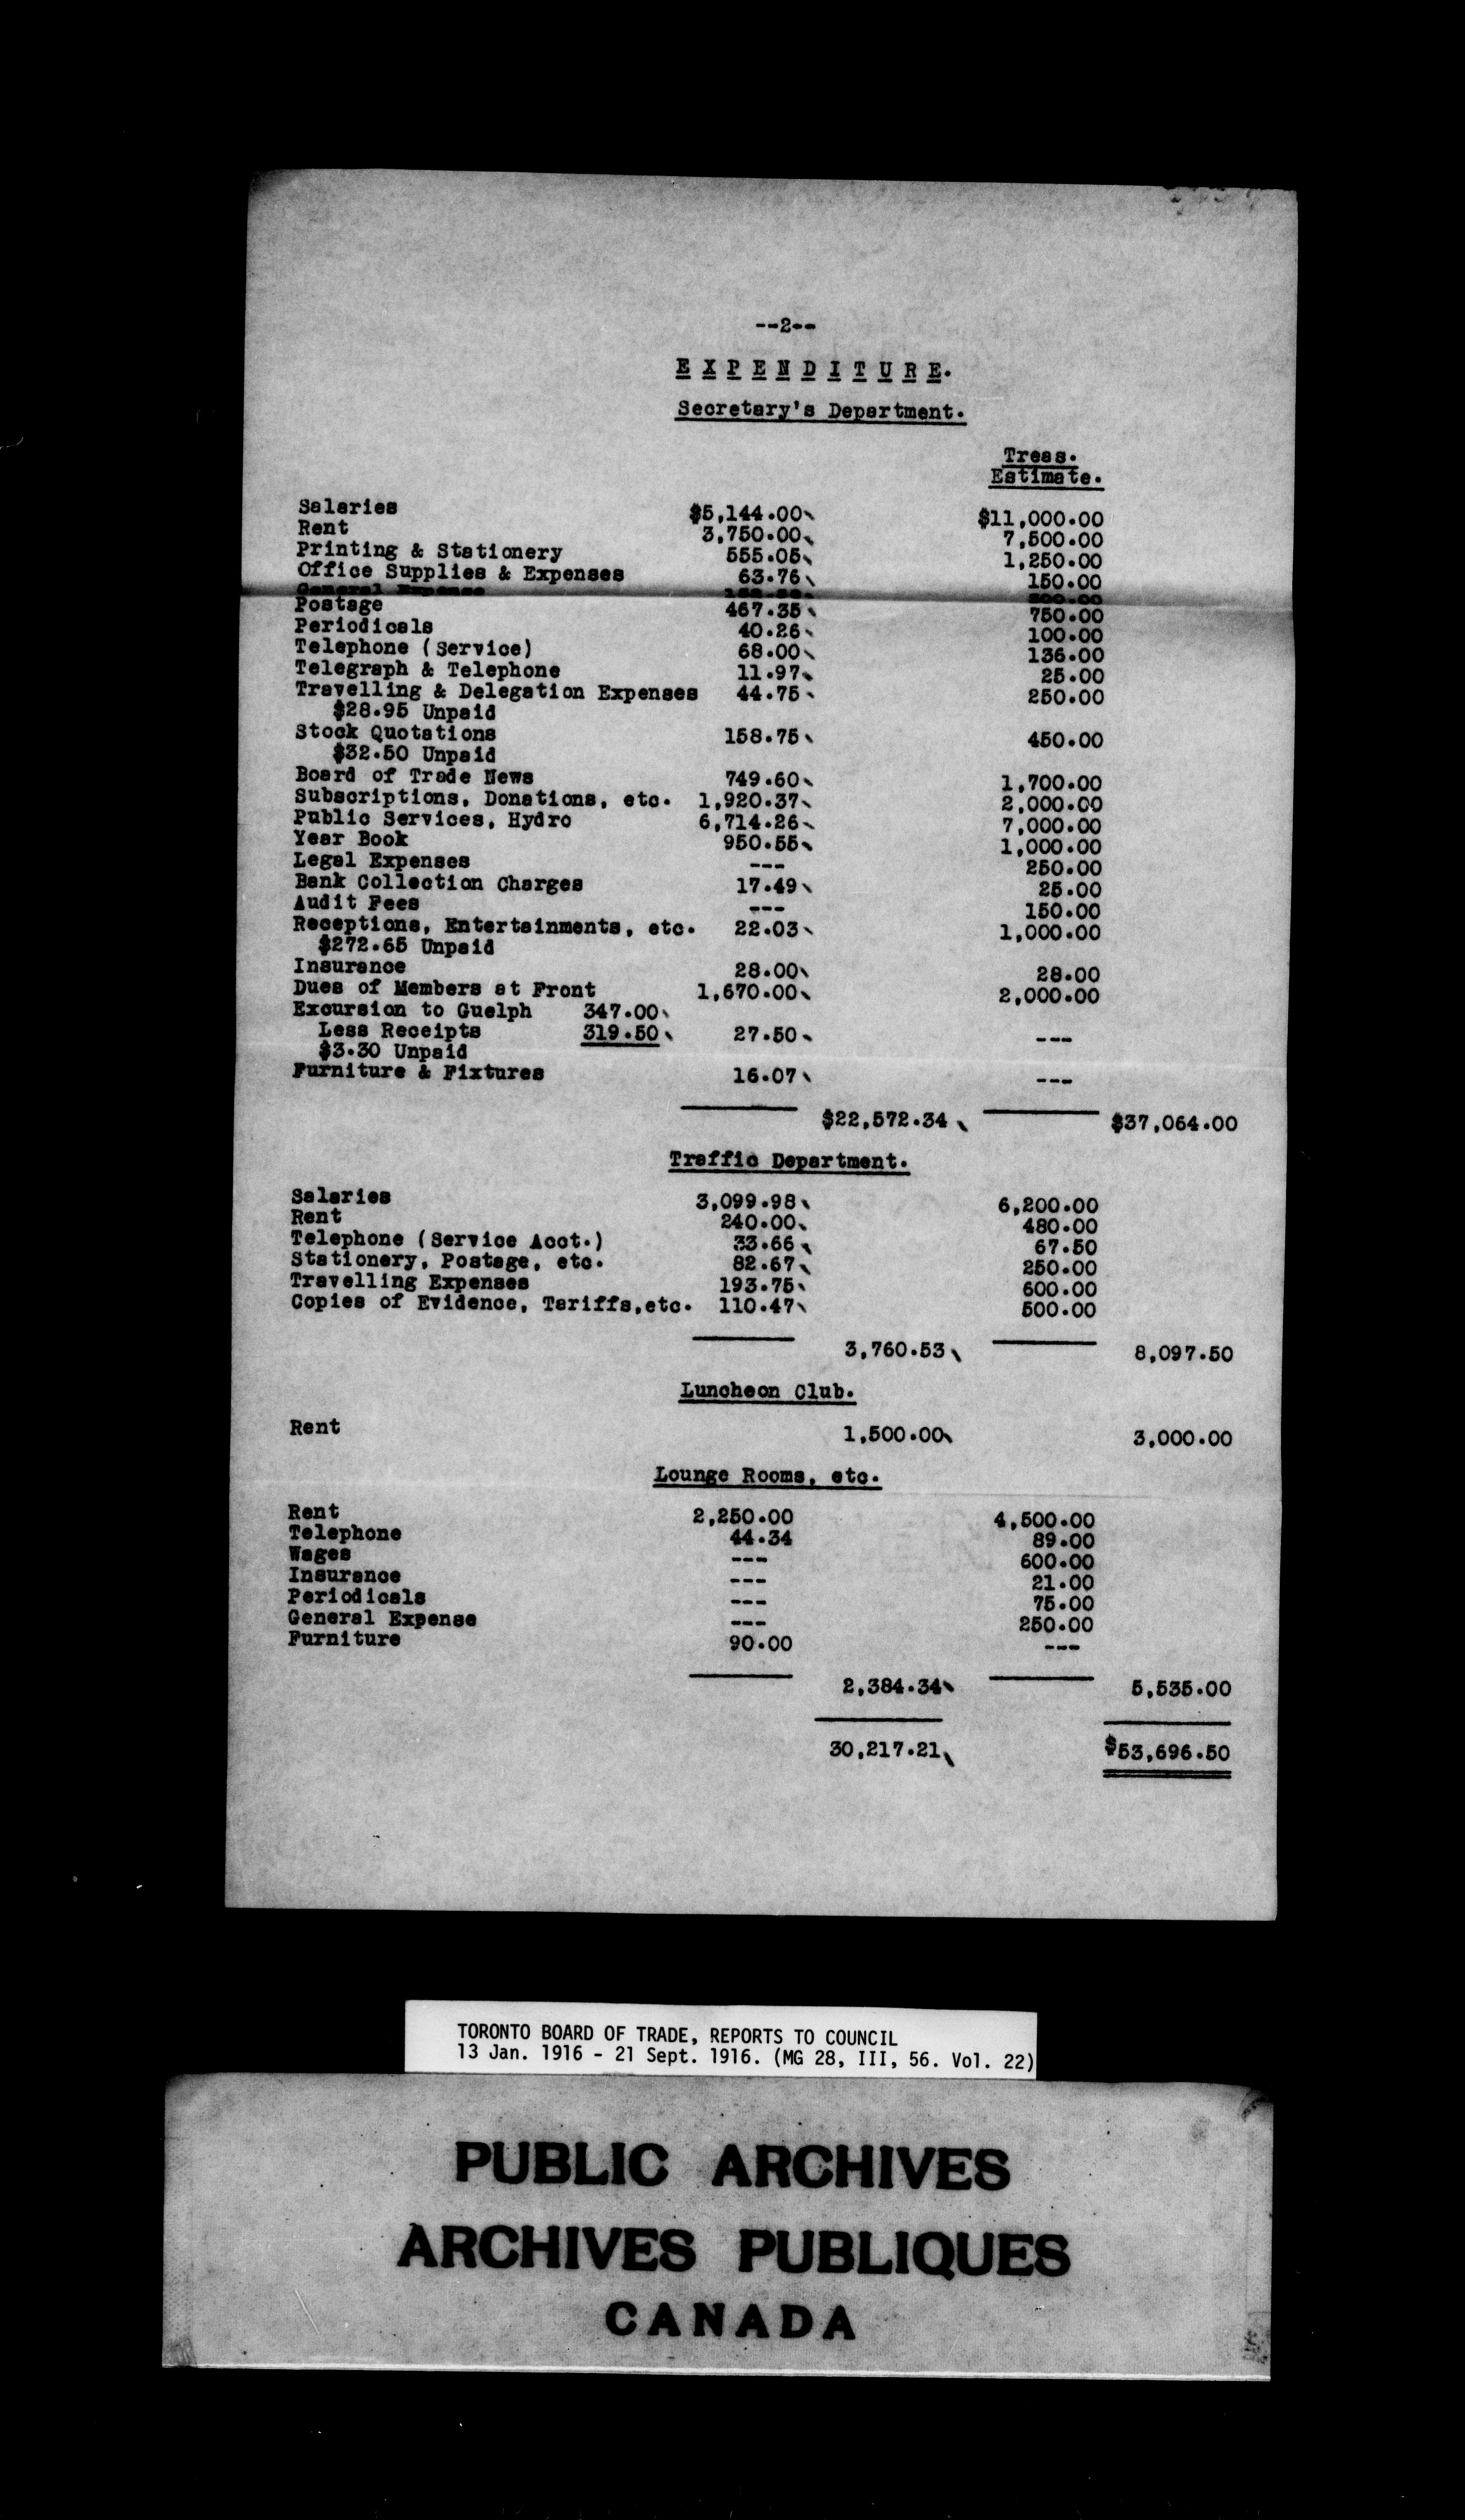 --2--
EXPENDITURE.
Secretary's Department.
Treas.
Estimate.
Salaries $5,144.00 $11,000.00
Rent 3,750.00 7,500.00
Printing & Stationery 555.05 1,250.00
Office Supplies & Expenses 63.76 150.00
General Expense
Postage 467.35 750.00
Periodicals 40.26 100.00
Telephone (Service) 68.00 136.00
Telegraph & Telephone 11.97 25.00
Travelling & Delegation Expenses 44.75 250.00
$28.95 Unpaid
Stock Quotations 158.75 450.00
$32.50 Unpaid
Board of Trade News 749.60 1,700.00
Subscriptions, Donations, etc. 1,920.37 2,000.00
Public Services, Hydro 6,714.26 7,000.00
Year Book 950.55 1,000.00
Legal Expenses --- 250.00
Bank Collection Charges 17.49 25.00
Audit Fees --- 150.00
Receptions, Entertainments, etc. 22.03 1,000.00
$272.65 Unpaid
Insurance 28.00 28.00
Dues of Members at Front 1,670.00 2,000.00
Excursion to Guelph 347.00
Less Receipts 319.50 27.50 ---
$3.30 Unpaid
Furniture & Fixtures 16.07 ---
$22,572.34 $37,064.00
Traffic Department.
Salaries 3,099.98 6,200.00
Rent 240.00 480.00
Telephone (Service Acct.) 33.66 67.50
Stationery, Postage, etc. 82.67 250.00
Travelling Expenses 193.75 600.00
Copies of Evidence, Tariffs,etc. 110.47 500.00
3,760.53 8,097.50
Luncheon Club.
Rent 1,500.00 3,000.00
Lounge Rooms, etc.
Rent 2,250.00 4,500.00
Telephone 44.34 89.00
Wages --- 600.00
Insurance --- 21.00
Periodicals --- 75.00
General Expense --- 250.00
Furniture 90.00 ---
2,384.34 5,535.00
30,217.21 $53,696.50
TORONTO BOARD OF TRADE, REPORTS TO COUNCIL
13 Jan. 1916 - 21 Sept. 1916. (MG 28, III, 56. Vol. 22)
PUBLIC ARCHIVES
ARCHIVES PUBLIQUES
CANADA